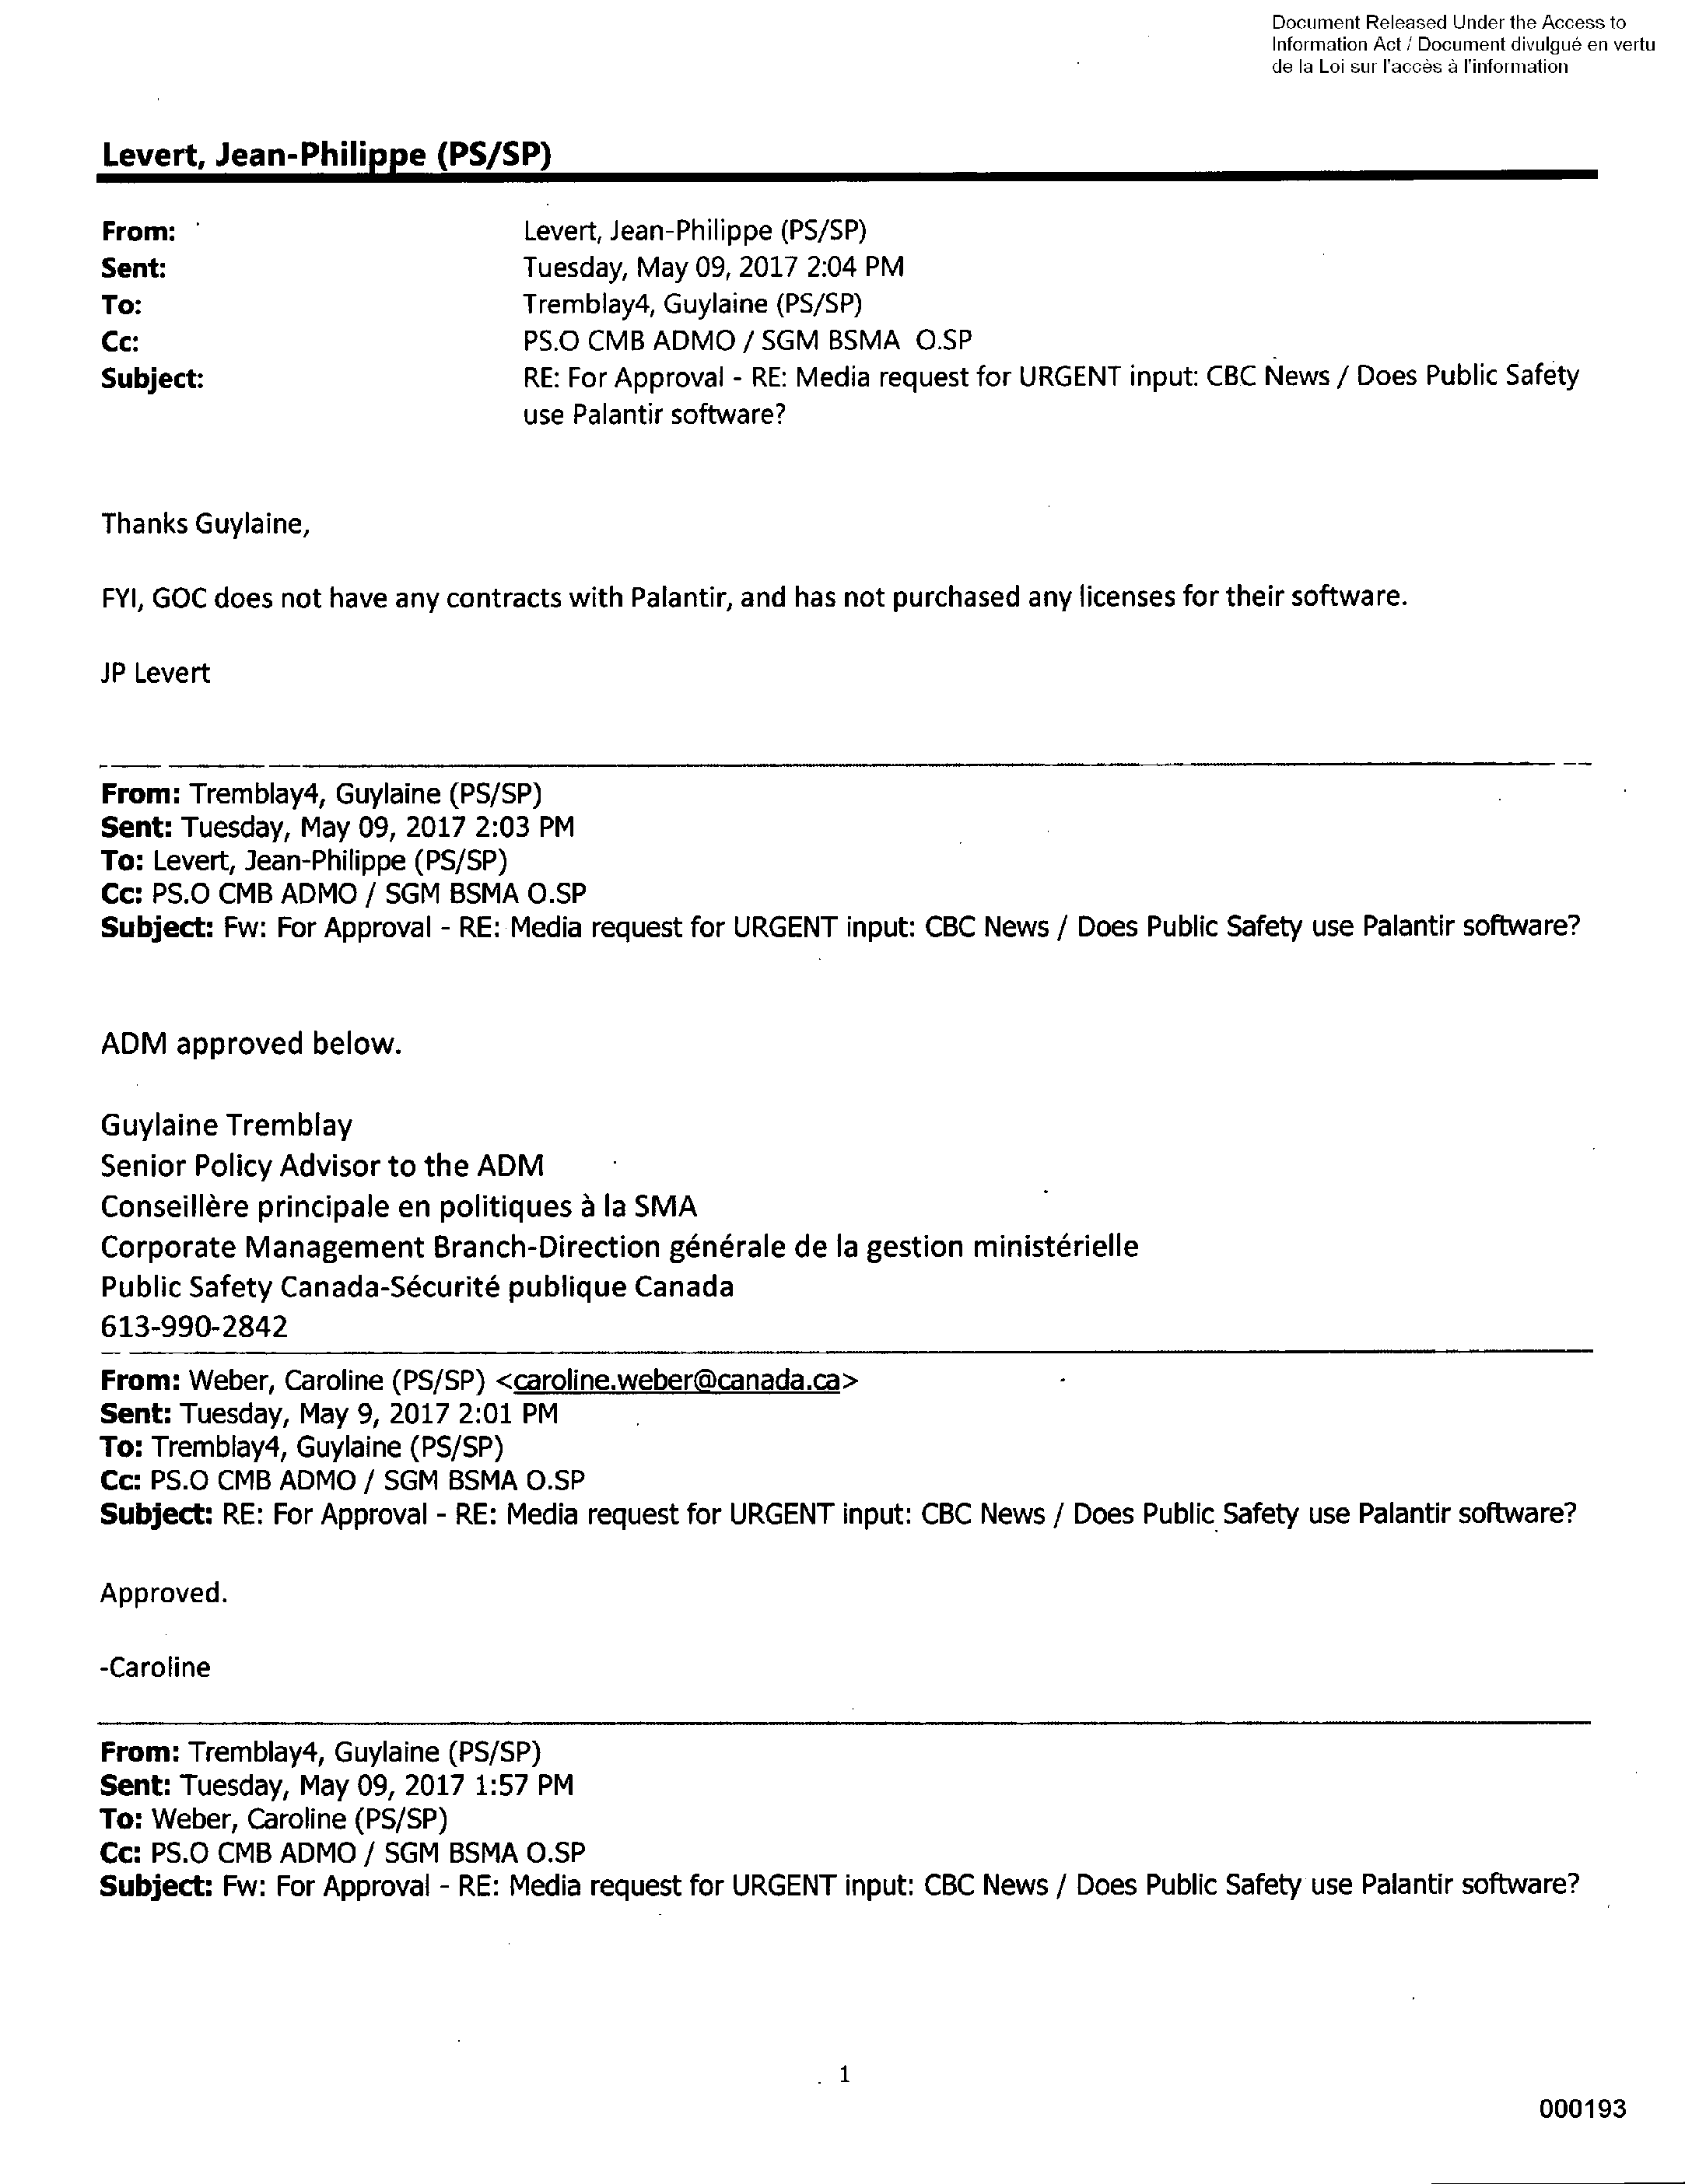 Document Released Under the Access to
Information Act / Document divulgué en vertu
de la Loi sur l'accès à l'information
Levert, Jean-Philippe (PS/SP)
From: Levert, Jean-Philippe (PS/SP)
Sent: Tuesday, May 09, 2017 2:04 PM
To: Tremblay4, Guylaine (PS/SP)
Cc: PS.O CMB ADMO / SGM BSMA O.SP
Subject: RE: For Approval - RE: Media request for URGENT input: CBC News / Does Public Safety
use Palantir software?
Thanks Guylaine,
FYI, GOC does not have any contracts with Palantir, and has not purchased any licenses for their software.
JP Levert
From: Tremblay4, Guylaine (PS/SP)
Sent: Tuesday, May 09, 2017 2:03 PM
To: Levert, Jean-Philippe (PS/SP)
Cc: PS.O CMB ADMO / SGM BSMA O.SP
Subject: Fw: For Approval - RE: Media request for URGENT input: CBC News / Does Public Safety use Palantir software?
ADM approved below.
Guylaine Tremblay
Senior Policy Advisor to the ADM
Conseillère principale en politiques à la SMA
Corporate Management Branch-Direction générale de la gestion ministérielle
Public Safety Canada-Sécurité publique Canada
613-990-2842
From: Weber, Caroline (PS/SP) <caroline.weber@canada.ca>
Sent: Tuesday, May 9, 2017 2:01 PM
To: Tremblay4, Guylaine (PS/SP)
Cc: PS.O CMB ADMO / SGM BSMA O.SP
Subject: RE: For Approval - RE: Media request for URGENT input: CBC News / Does Public Safety use Palantir software?
Approved.
-Caroline
From: Tremblay4, Guylaine (PS/SP)
Sent: Tuesday, May 09, 2017 1:57 PM
To: Weber, Caroline (PS/SP)
Cc: PS.O CMB ADMO / SGM BSMA O.SP
Subject: Fw: For Approval - RE: Media request for URGENT input: CBC News / Does Public Safety use Palantir software?
1
000193